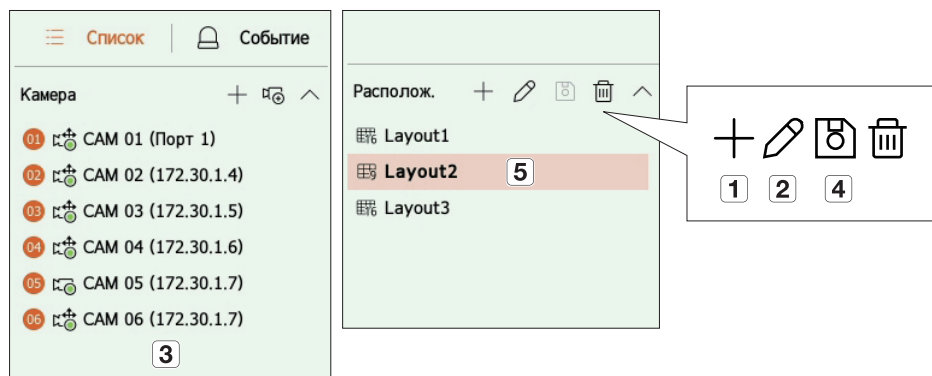 Список Событие
Камера
01 CAM 01 (Порт 1)
02 CAM 02 (172.30.1.4)
03 CAM 03 (172.30.1.5)
04 CAM 04 (172.30.1.6)
05 CAM 05 (172.30.1.7)
06 CAM 06 (172.30.1.7)
3
Располож.
Layout1
Layout2 5
Layout3
1 2 4